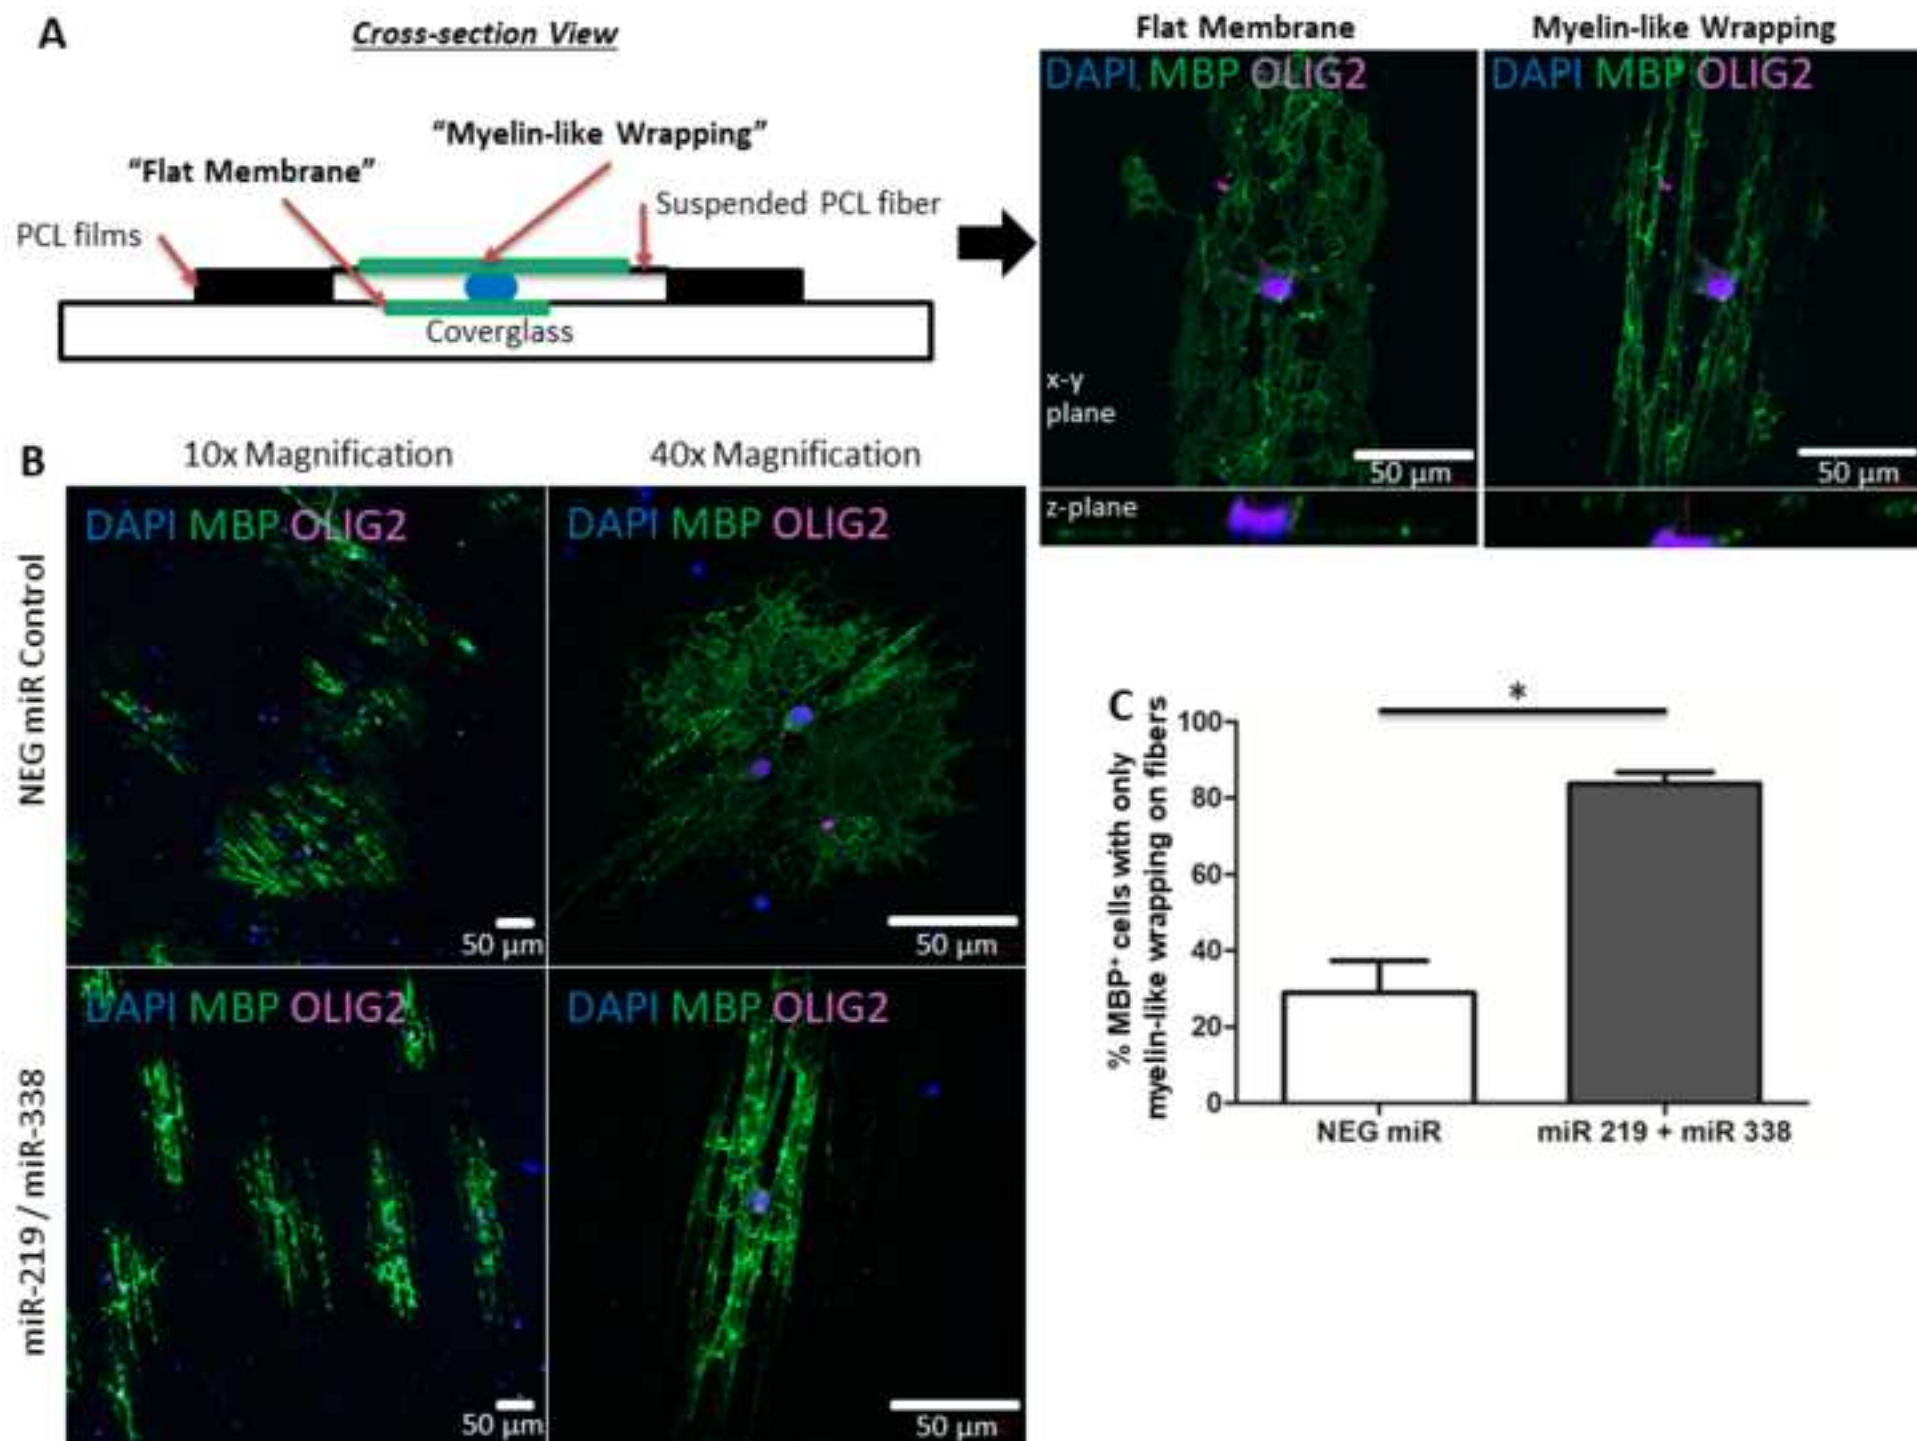 A
Cross-section View
"Myelin-like Wrapping"
"Flat Membrane"
Suspended PCL fiber
PCL films
Coverglass
Flat Membrane
Myelin-like Wrapping
DAPI MBP OLIG2
DAPI MBP OLIG2
x-y
plane
50 µm
50 µm
z-plane
B
10x Magnification
40x Magnification
NEG miR Control
DAPI MBP OLIG2
DAPI MBP OLIG2
50 µm
50 µm
miR-219 / miR-338
DAPI MBP OLIG2
DAPI MBP OLIG2
50 µm
50 µm
C
% MBP⁺ cells with only
myelin-like wrapping on fibers
*
100
80
60
40
20
0
NEG miR
miR 219 + miR 338